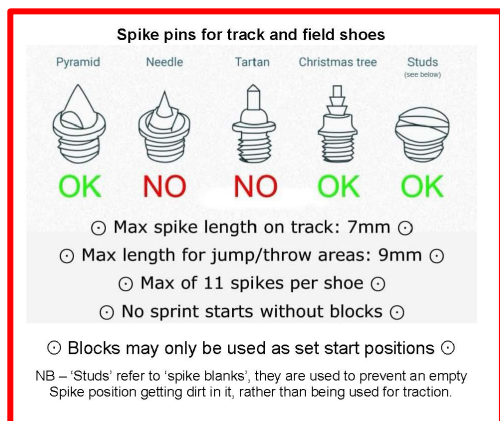 Spike pins for track and field shoes
Pyramid Needle Tartan Christmas tree Studs
(see below)
OK NO NO OK OK
⊙ Max spike length on track: 7mm ⊙
⊙ Max length for jump/throw areas: 9mm ⊙
⊙ Max of 11 spikes per shoe ⊙
⊙ No sprint starts without blocks ⊙
⊙ Blocks may only be used as set start positions ⊙
NB – ‘Studs’ refer to ‘spike blanks’, they are used to prevent an empty
Spike position getting dirt in it, rather than being used for traction.